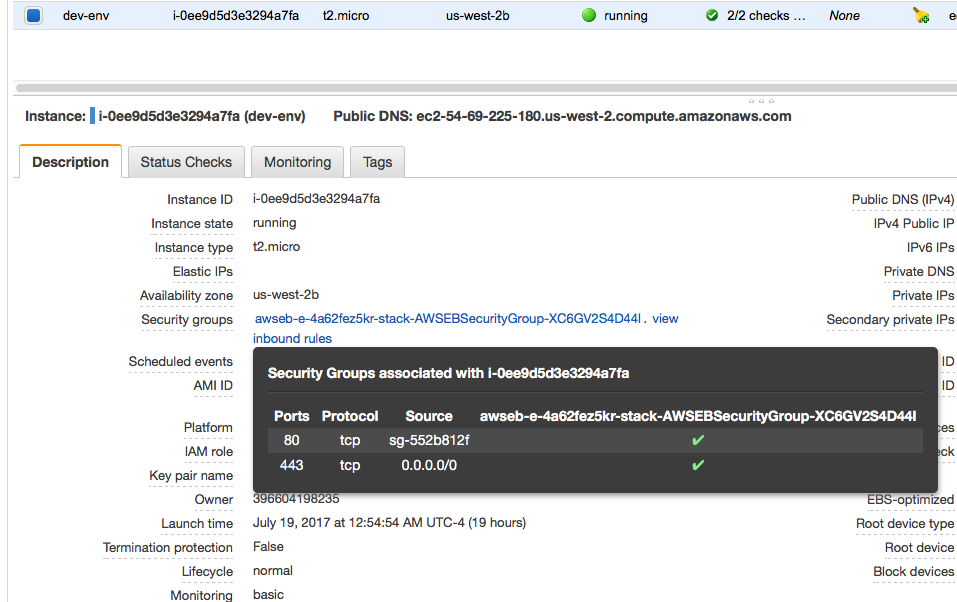 dev-env i-0ee9d5d3e3294a7fa t2.micro us-west-2b running 2/2 checks ... None
Instance: i-0ee9d5d3e3294a7fa (dev-env) Public DNS: ec2-54-69-225-180.us-west-2.compute.amazonaws.com
Description Status Checks Monitoring Tags
Instance ID i-0ee9d5d3e3294a7fa Public DNS (IPv4)
Instance state running IPv4 Public IP
Instance type t2.micro IPv6 IPs
Elastic IPs Private DNS
Availability zone us-west-2b Private IPs
Security groups awseb-e-4a62fez5kr-stack-AWSEBSecurityGroup-XC6GV2S4D44I . view Secondary private IPs
inbound rules
Scheduled events ID
AMI ID ID
Security Groups associated with i-0ee9d5d3e3294a7fa
Ports Protocol Source awseb-e-4a62fez5kr-stack-AWSEBSecurityGroup-XC6GV2S4D44I
80 tcp sg-552b812f ✔
443 tcp 0.0.0.0/0 ✔
Platform
IAM role
Key pair name
Owner 396604198235 EBS-optimized
Launch time July 19, 2017 at 12:54:54 AM UTC-4 (19 hours) Root device type
Termination protection False Root device
Lifecycle normal Block devices
Monitoring basic